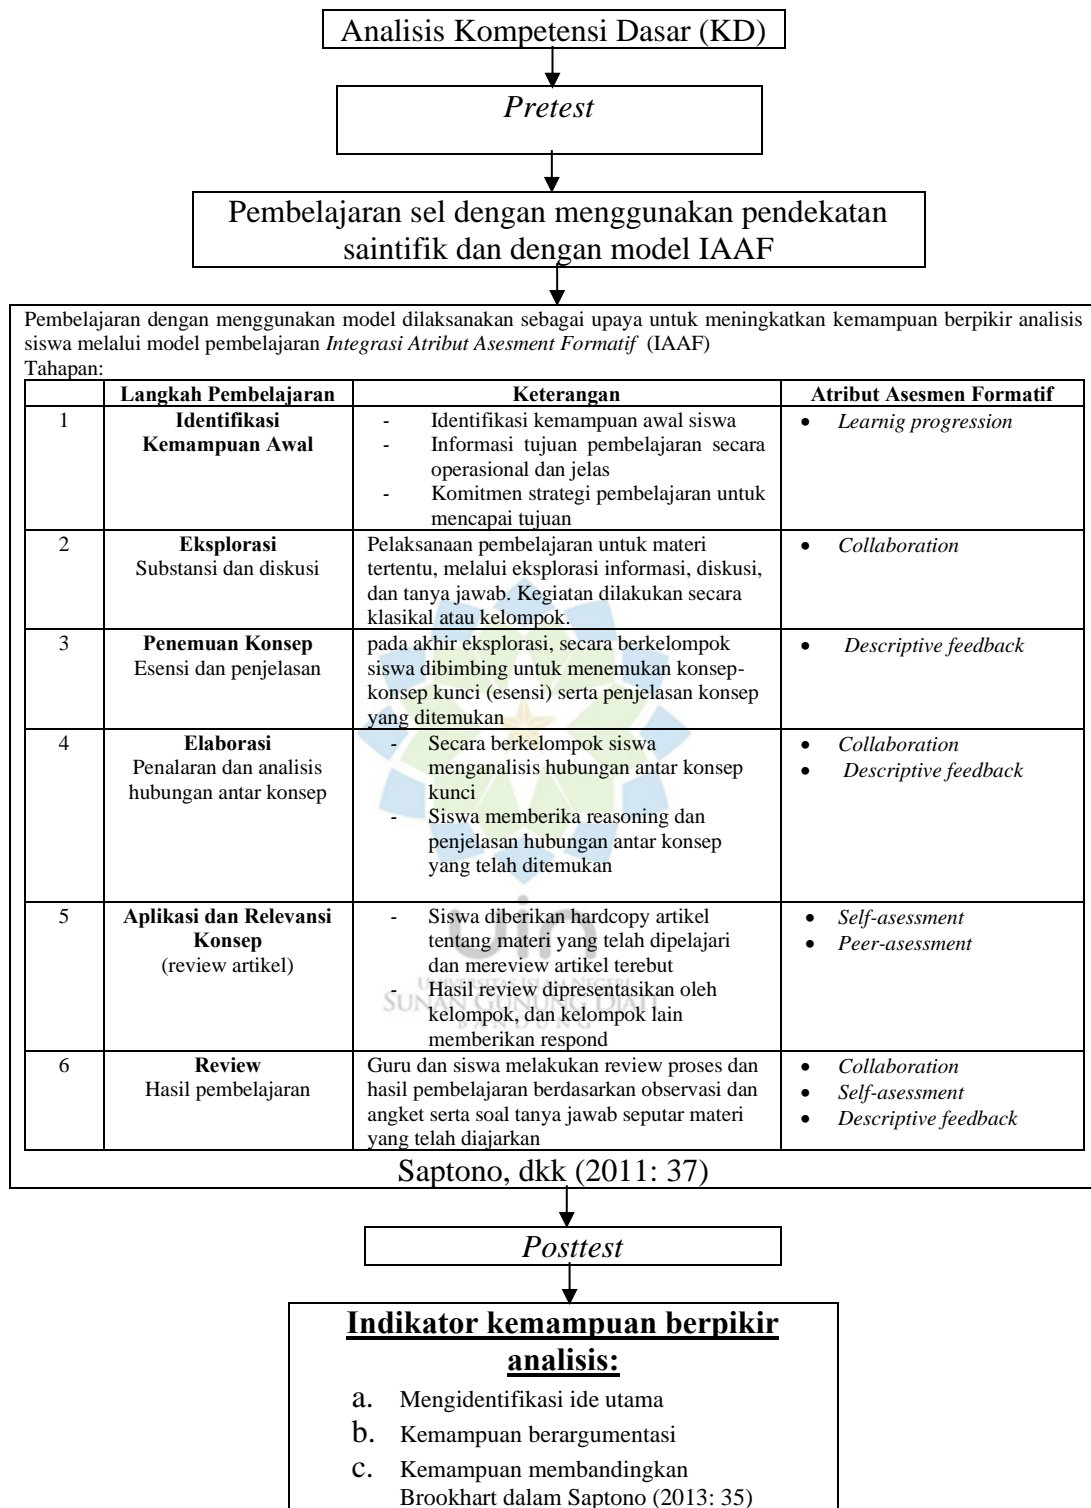 Analisis Kompetensi Dasar (KD)
Pretest
Pembelajaran sel dengan menggunakan pendekatan
saintifik dan dengan model IAAF
Pembelajaran dengan menggunakan model dilaksanakan sebagai upaya untuk meningkatkan kemampuan berpikir analisis
siswa melalui model pembelajaran Integrasi Atribut Asesment Formatif (IAAF)
Tahapan:
Langkah Pembelajaran Keterangan Atribut Asesmen Formatif
1 Identifikasi
Kemampuan Awal
- Identifikasi kemampuan awal siswa
- Informasi tujuan pembelajaran secara
operasional dan jelas
- Komitmen strategi pembelajaran untuk
mencapai tujuan
• Learnig progression
2 Eksplorasi
Substansi dan diskusi
Pelaksanaan pembelajaran untuk materi
tertentu, melalui eksplorasi informasi, diskusi,
dan tanya jawab. Kegiatan dilakukan secara
klasikal atau kelompok.
• Collaboration
3 Penemuan Konsep
Esensi dan penjelasan
pada akhir eksplorasi, secara berkelompok
siswa dibimbing untuk menemukan konsep-
konsep kunci (esensi) serta penjelasan konsep
yang ditemukan
• Descriptive feedback
4 Elaborasi
Penalaran dan analisis
hubungan antar konsep
- Secara berkelompok siswa
menganalisis hubungan antar konsep
kunci
- Siswa memberika reasoning dan
penjelasan hubungan antar konsep
yang telah ditemukan
• Collaboration
• Descriptive feedback
5 Aplikasi dan Relevansi
Konsep
(review artikel)
- Siswa diberikan hardcopy artikel
tentang materi yang telah dipelajari
dan mereview artikel terebut
- Hasil review dipresentasikan oleh
kelompok, dan kelompok lain
memberikan respond
• Self-asessment
• Peer-asessment
uin
UNIVERSITAS ISLAM NEGERI
SUNAN GUNUNG DJATI
BANDUNG
6 Review
Hasil pembelajaran
Guru dan siswa melakukan review proses dan
hasil pembelajaran berdasarkan observasi dan
angket serta soal tanya jawab seputar materi
yang telah diajarkan
• Collaboration
• Self-asessment
• Descriptive feedback
Saptono, dkk (2011: 37)
Posttest
Indikator kemampuan berpikir
analisis:
a. Mengidentifikasi ide utama
b. Kemampuan berargumentasi
c. Kemampuan membandingkan
Brookhart dalam Saptono (2013: 35)